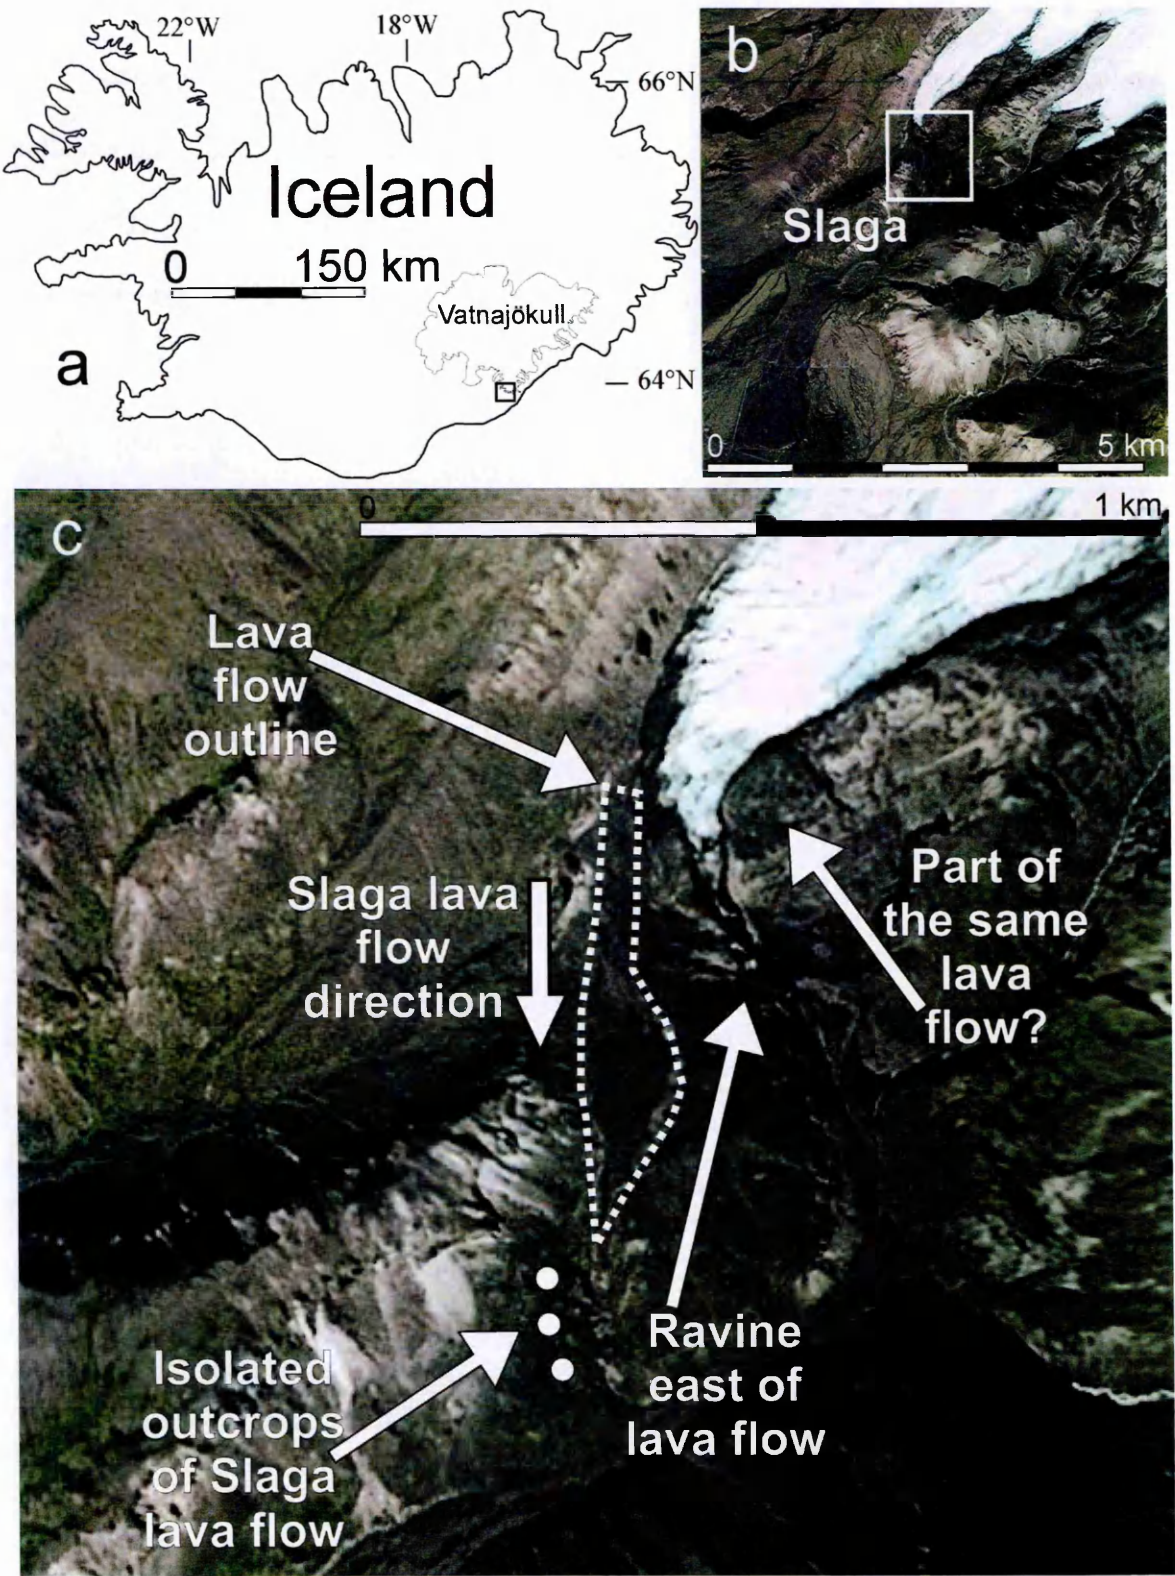 22°W
18°W
66°N
Iceland
0 150 km
Vatnajökull
a
64°N
b
Slaga
0 5 km
c
0 1 km
Lava
flow
outline
Slaga lava
flow
direction
Part of
the same
lava
flow?
Isolated
outcrops
of Slaga
lava flow
Ravine
east of
lava flow